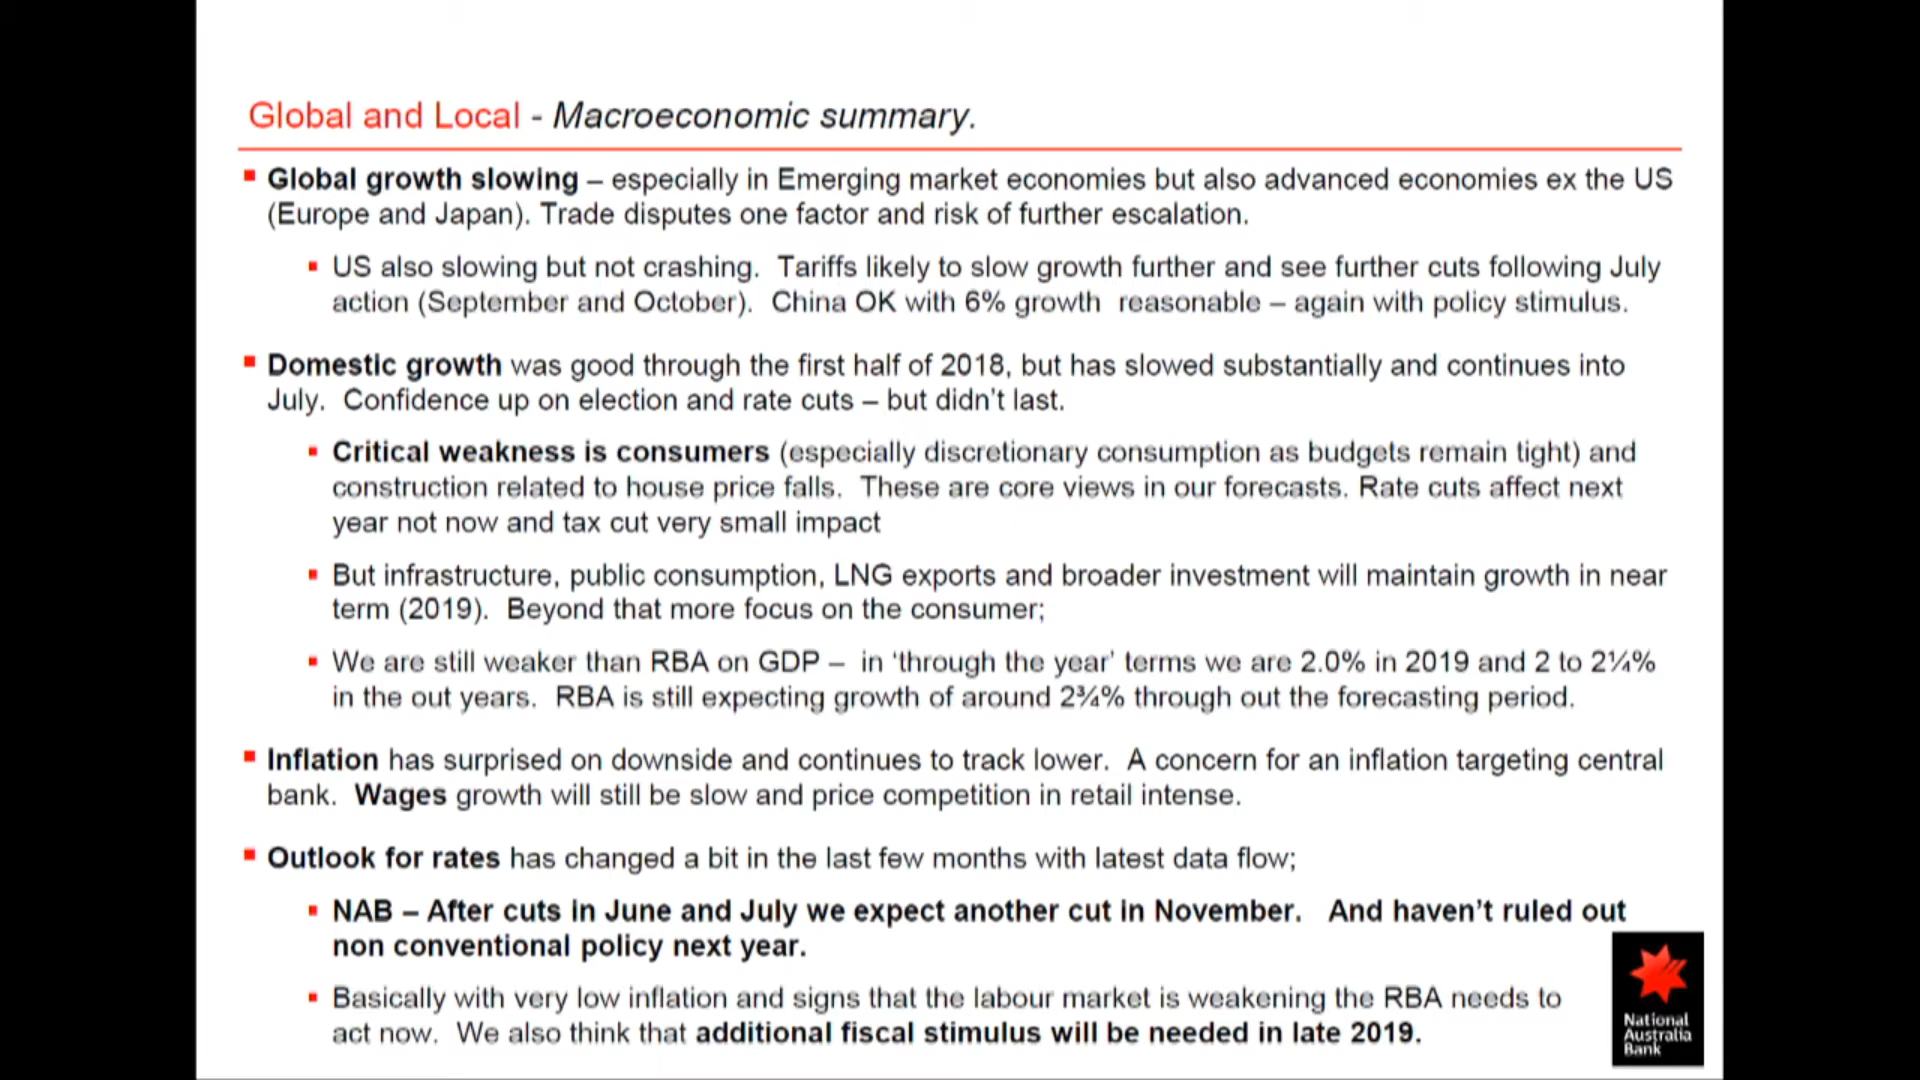 Global and Local - Macroeconomic summary.
Global growth slowing – especially in Emerging market economies but also advanced economies ex the US
(Europe and Japan). Trade disputes one factor and risk of further escalation.
US also slowing but not crashing. Tariffs likely to slow growth further and see further cuts following July
action (September and October). China OK with 6% growth reasonable – again with policy stimulus.
Domestic growth was good through the first half of 2018, but has slowed substantially and continues into
July. Confidence up on election and rate cuts – but didn't last.
Critical weakness is consumers (especially discretionary consumption as budgets remain tight) and
construction related to house price falls. These are core views in our forecasts. Rate cuts affect next
year not now and tax cut very small impact
But infrastructure, public consumption, LNG exports and broader investment will maintain growth in near
term (2019). Beyond that more focus on the consumer;
We are still weaker than RBA on GDP – in 'through the year' terms we are 2.0% in 2019 and 2 to 2¼%
in the out years. RBA is still expecting growth of around 2¾% through out the forecasting period.
Inflation has surprised on downside and continues to track lower. A concern for an inflation targeting central
bank. Wages growth will still be slow and price competition in retail intense.
Outlook for rates has changed a bit in the last few months with latest data flow;
NAB – After cuts in June and July we expect another cut in November. And haven't ruled out
non conventional policy next year.
Basically with very low inflation and signs that the labour market is weakening the RBA needs to
act now. We also think that additional fiscal stimulus will be needed in late 2019.
National
Australia
Bank